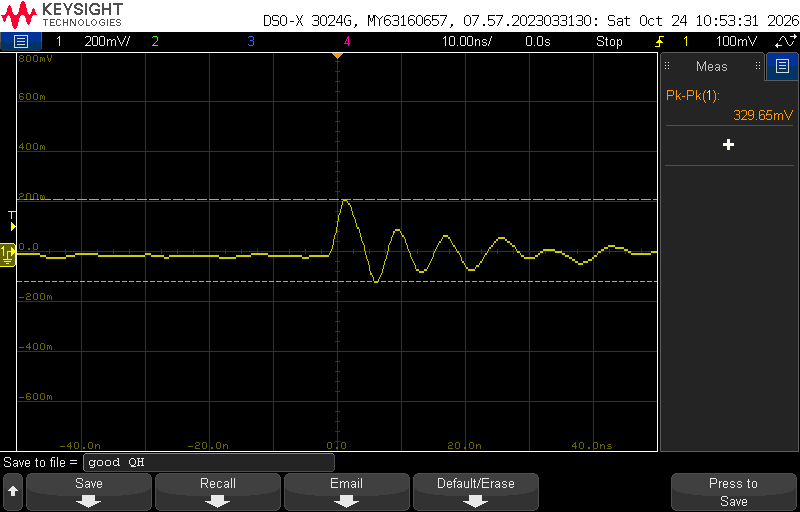 KEYSIGHT
TECHNOLOGIES
DSO-X 3024G, MY63160657, 07.57.2023033130: Sat Oct 24 10:53:31 2026
1 200mV/ 2 3 4 10.00ns/ 0.0s Stop 1 100mV
800mV
600m
400m
200m
0.0
-200m
-400m
-600m
-40.0n -20.0n 0.0 20.0n 40.0ns
T
1
Meas
Pk-Pk(1):
329.65mV
Save to file = good QH
Save Recall Email Default/Erase Press to Save